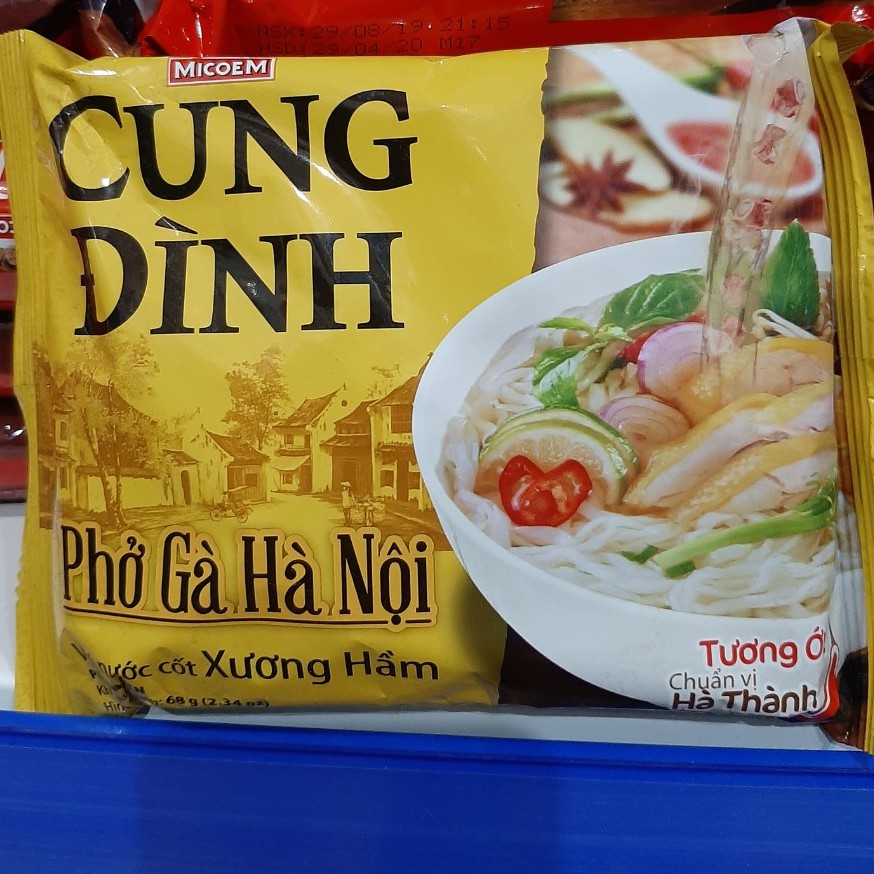 NSX: 29/08/19 21:15
HSD: 29/04/20 M17
MICOEM
CUNG
ĐÌNH
Phở Gà Hà Nội
nước cốt Xương Hầm
68 g (2.34 oz)
Tương Ớt
Chuẩn vị
Hà Thành